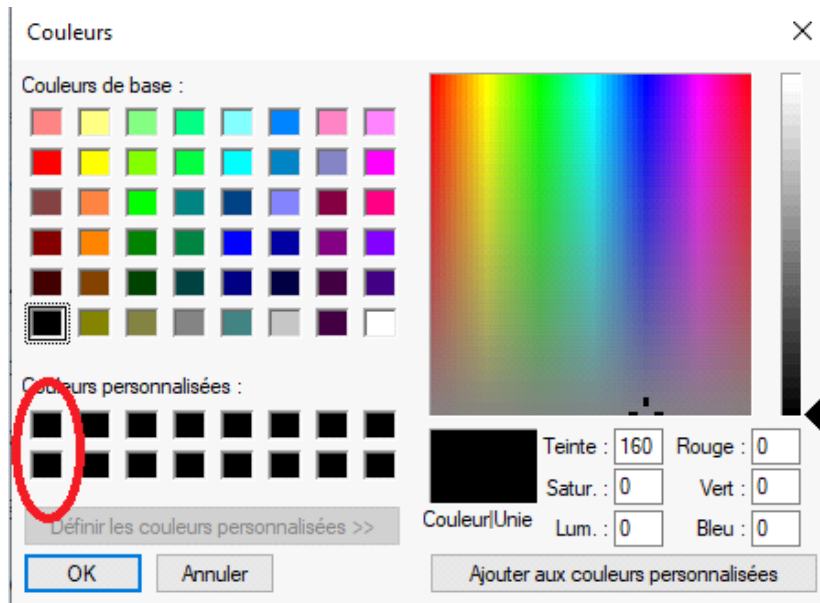 Couleurs
Couleurs de base :
Couleurs personnalisées :
Définir les couleurs personnalisées >>
OK
Annuler
Couleur|Unie
Teinte : 160
Satur. : 0
Lum. : 0
Rouge : 0
Vert : 0
Bleu : 0
Ajouter aux couleurs personnalisées